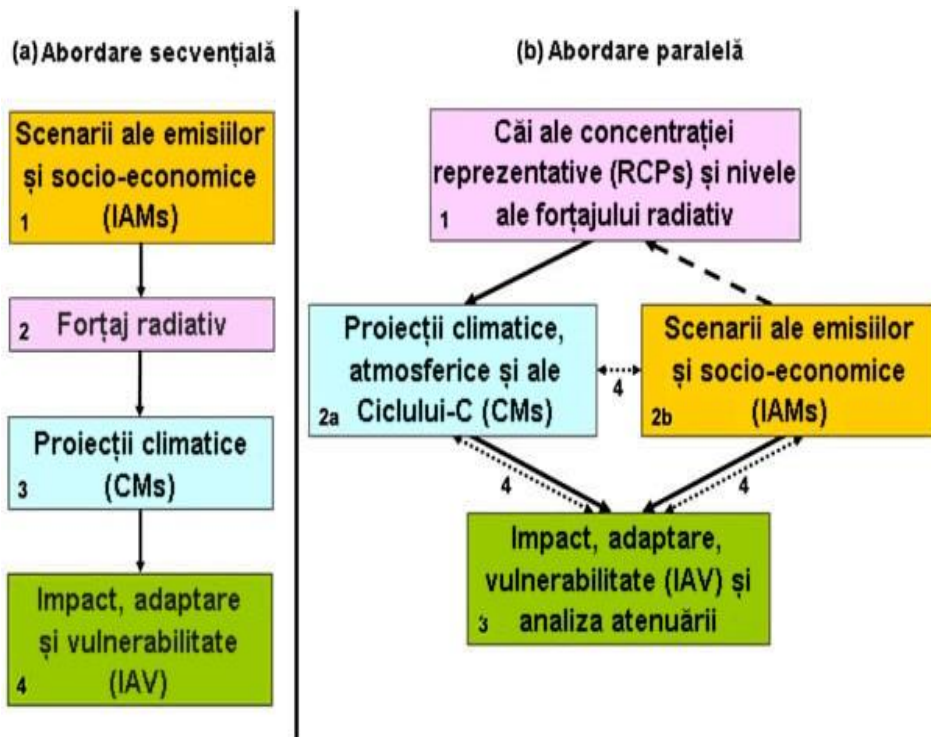 (a) Abordare secvențială
Scenarii ale emisiilor
și socio-economice
(IAMs)
1
2
Forțaj radiativ
Proiecții climatice
(CMs)
3
Impact, adaptare
și vulnerabilitate
(IAV)
4
(b) Abordare paralelă
Căi ale concentrației
reprezentative (RCPs) și nivele
ale forțajului radiativ
1
Proiecții climatice,
atmosferice și ale
Ciclului-C (CMs)
2a
4
Scenarii ale emisiilor
și socio-economice
(IAMs)
2b
4
4
Impact, adaptare,
vulnerabilitate (IAV) și
analiza atenuării
3